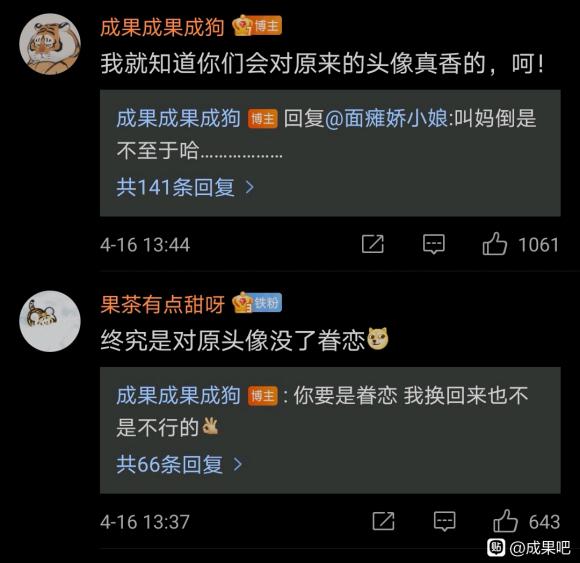 成果成果成狗 博主
我就知道你们会对原来的头像真香的，呵！
成果成果成狗 博主 回复@面瘫娇小娘:叫妈倒是
不至于哈………………
共141条回复 >
4-16 13:44 1061
果茶有点甜呀 铁粉
终究是对原头像没了眷恋
成果成果成狗 博主 : 你要是眷恋 我换回来也不
是不行的
共66条回复 >
4-16 13:37 643
贴 @成果吧